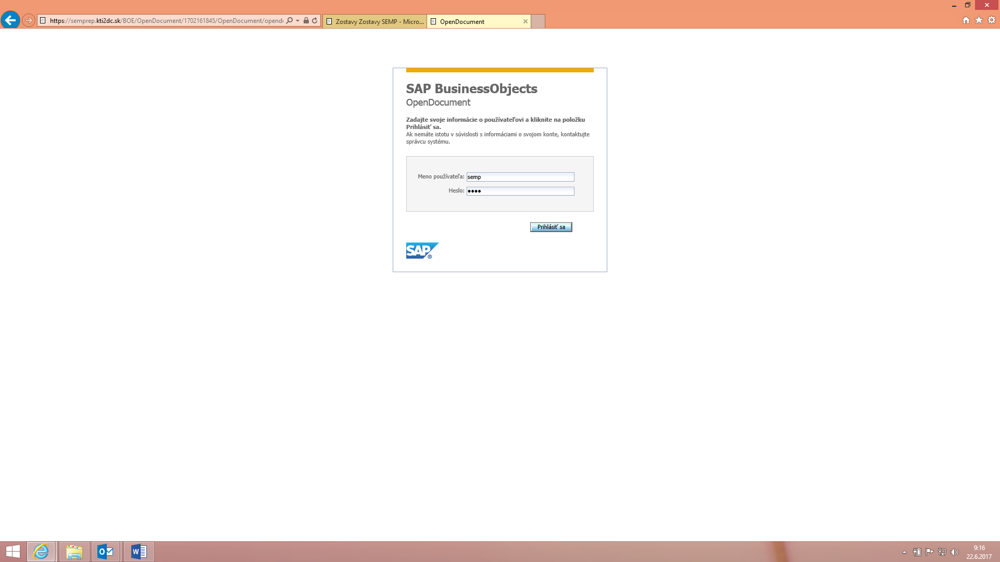 https://semprep.kti2dc.sk/BOE/OpenDocument/1702161845/OpenDocument/opend
Zostavy Zostavy SEMP - Micro...
OpenDocument
SAP BusinessObjects
OpenDocument
Zadajte svoje informácie o používateľovi a kliknite na položku
Prihlásiť sa.
Ak nemáte istotu v súvislosti s informáciami o svojom konte, kontaktujte
správcu systému.
Meno používateľa: semp
Heslo: ••••
Prihlásiť sa
SAP®
9:16
22.6.2017